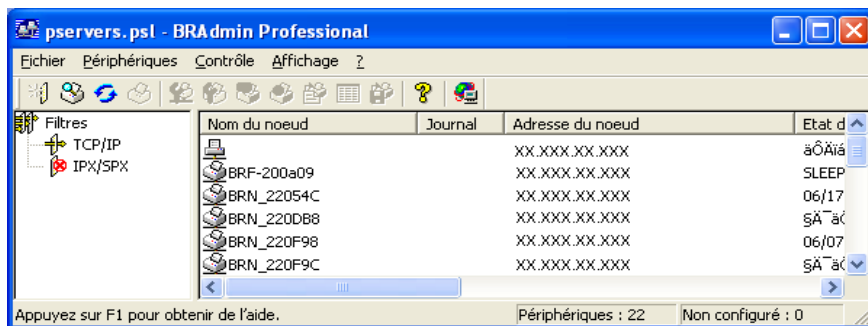 pservers.psl - BRAdmin Professional
Fichier Périphériques Contrôle Affichage ?
Filtres
TCP/IP
IPX/SPX
Nom du noeud Journal Adresse du noeud Etat d
XX.XXX.XX.XXX äÔÄïá
BRF-200a09 XX.XXX.XX.XXX SLEEP
BRN_22054C XX.XXX.XX.XXX 06/17
BRN_220DB8 XX.XXX.XX.XXX
BRN_220F98 XX.XXX.XX.XXX 06/07
BRN_220F9C XX.XXX.XX.XXX
Appuyez sur F1 pour obtenir de l'aide. Périphériques : 22 Non configuré : 0